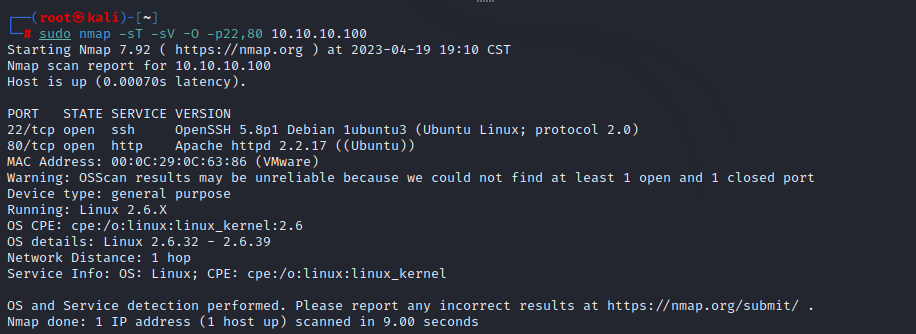 ┌──(root㉿kali)-[~]
└─# sudo nmap -sT -sV -O -p22,80 10.10.10.100
Starting Nmap 7.92 ( https://nmap.org ) at 2023-04-19 19:10 CST
Nmap scan report for 10.10.10.100
Host is up (0.00070s latency).

PORT   STATE SERVICE VERSION
22/tcp open  ssh     OpenSSH 5.8p1 Debian 1ubuntu3 (Ubuntu Linux; protocol 2.0)
80/tcp open  http    Apache httpd 2.2.17 ((Ubuntu))
MAC Address: 00:0C:29:0C:63:86 (VMware)
Warning: OSScan results may be unreliable because we could not find at least 1 open and 1 closed port
Device type: general purpose
Running: Linux 2.6.X
OS CPE: cpe:/o:linux:linux_kernel:2.6
OS details: Linux 2.6.32 - 2.6.39
Network Distance: 1 hop
Service Info: OS: Linux; CPE: cpe:/o:linux:linux_kernel

OS and Service detection performed. Please report any incorrect results at https://nmap.org/submit/ .
Nmap done: 1 IP address (1 host up) scanned in 9.00 seconds